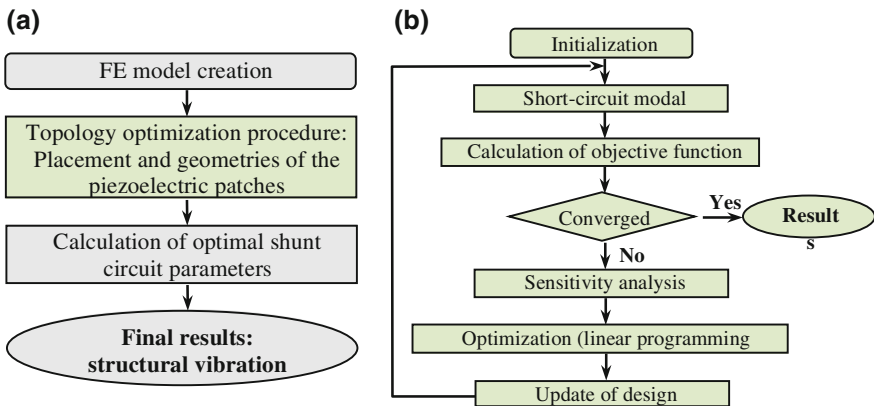 (a)
FE model creation
Topology optimization procedure:
Placement and geometries of the
piezoelectric patches
Calculation of optimal shunt
circuit parameters
Final results:
structural vibration
(b)
Initialization
Short-circuit modal
Calculation of objective function
Converged
Yes
Result
s
No
Sensitivity analysis
Optimization (linear programming
Update of design